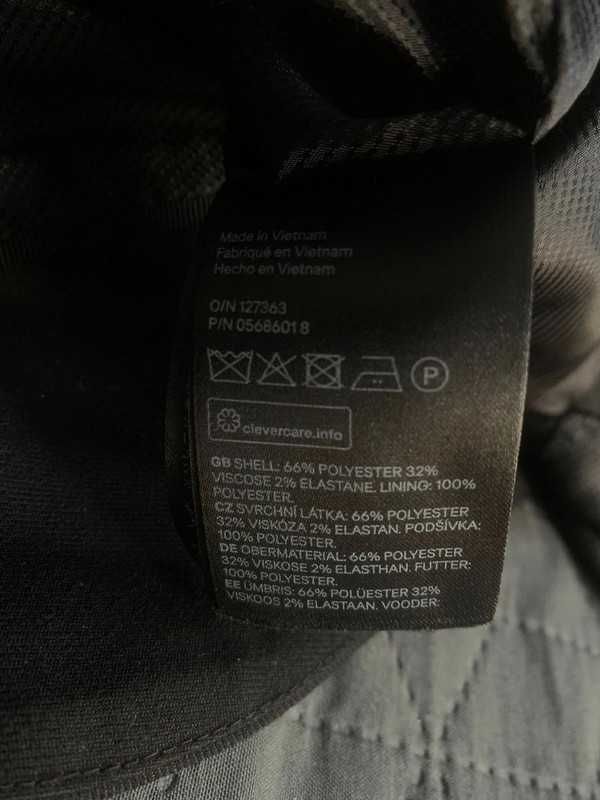 Made in Vietnam
Fabriqué en Vietnam
Hecho en Vietnam
O/N 127363
P/N 0568601 8
P
clevercare.info
GB SHELL: 66% POLYESTER 32%
VISCOSE 2% ELASTANE. LINING: 100%
POLYESTER.
CZ SVRCHNÍ LÁTKA: 66% POLYESTER
32% VISKÓZA 2% ELASTAN. PODŠÍVKA:
100% POLYESTER.
DE OBERMATERIAL: 66% POLYESTER
32% VISKOSE 2% ELASTHAN. FUTTER:
100% POLYESTER.
EE ÜMBRIS: 66% POLÜESTER 32%
VISKOOS 2% ELASTAAN. VOODER: